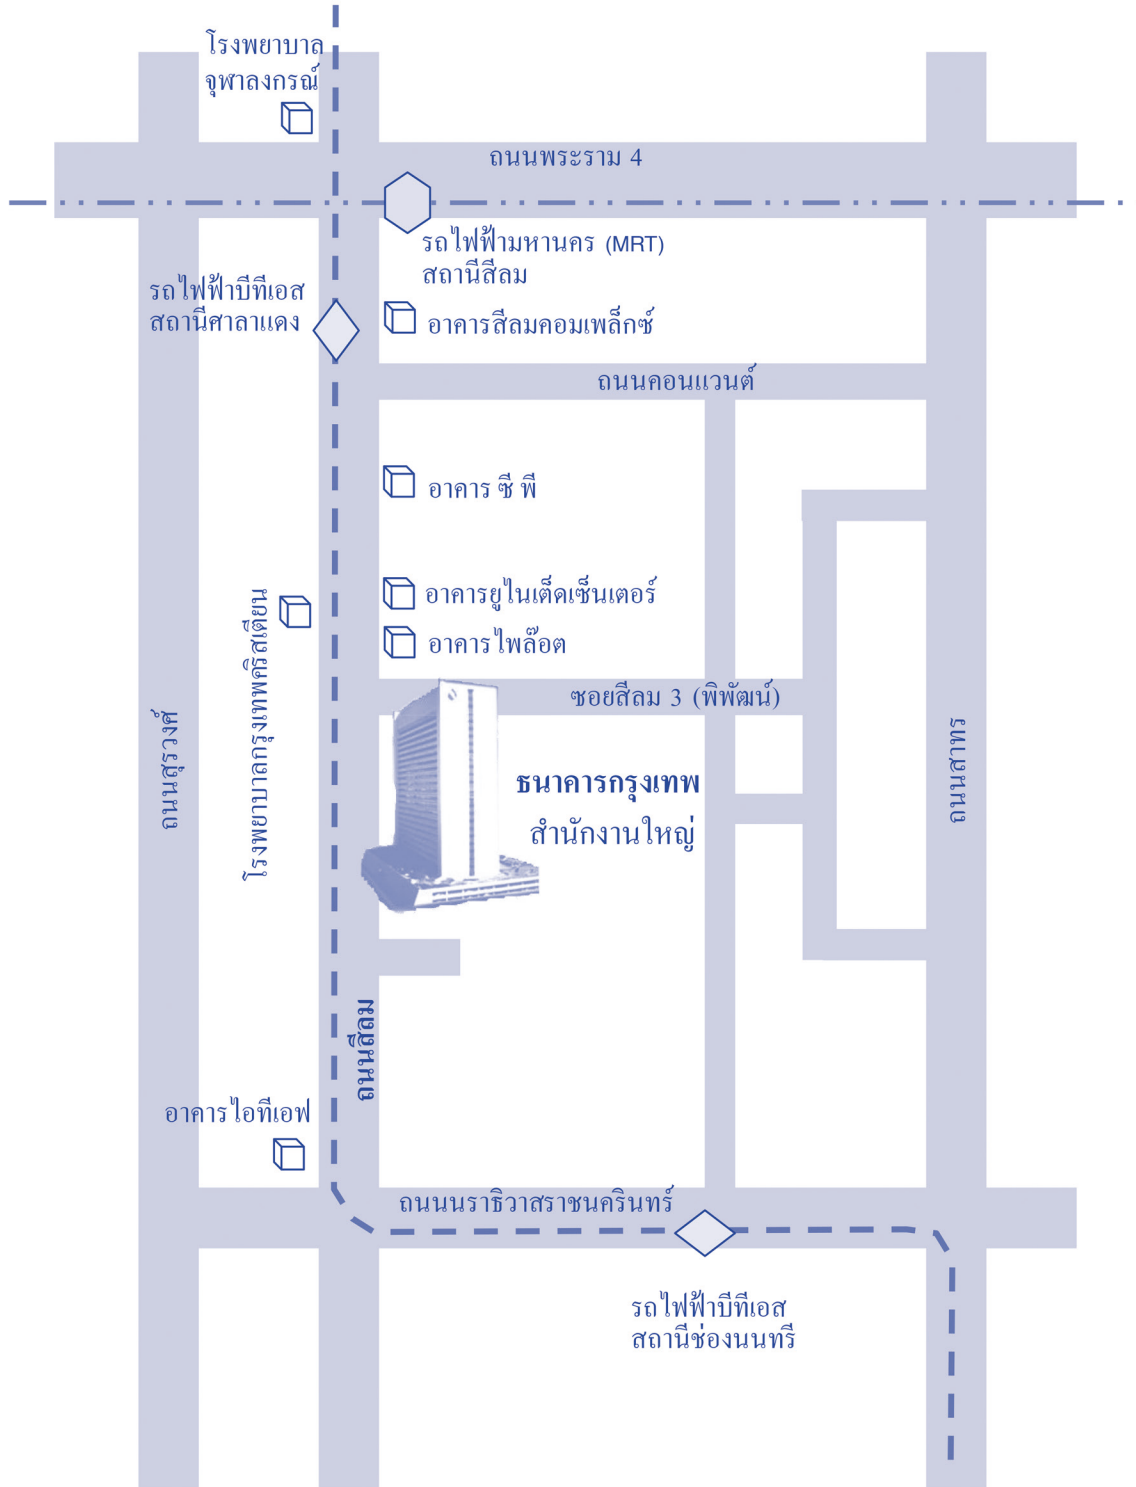 โรงพยาบาล
จุฬาลงกรณ์
ถนนพระราม 4
รถไฟฟ้ามหานคร (MRT)
สถานีสีลม
รถไฟฟ้าบีทีเอส
สถานีศาลาแดง
อาคารสีลมคอมเพล็กซ์
ถนนคอนแวนต์
อาคาร ซี พี
อาคารยูไนเต็ดเซ็นเตอร์
โรงพยาบาลกรุงเทพคริสเตียน
อาคารไพล๊อต
ซอยสีลม 3 (พิพัฒน์)
ถนนสุรวงศ์
ถนนสาทร
ธนาคารกรุงเทพ
สำนักงานใหญ่
ถนนสีลม
อาคารไอทีเอฟ
ถนนนราธิวาสราชนครินทร์
รถไฟฟ้าบีทีเอส
สถานีช่องนนทรี